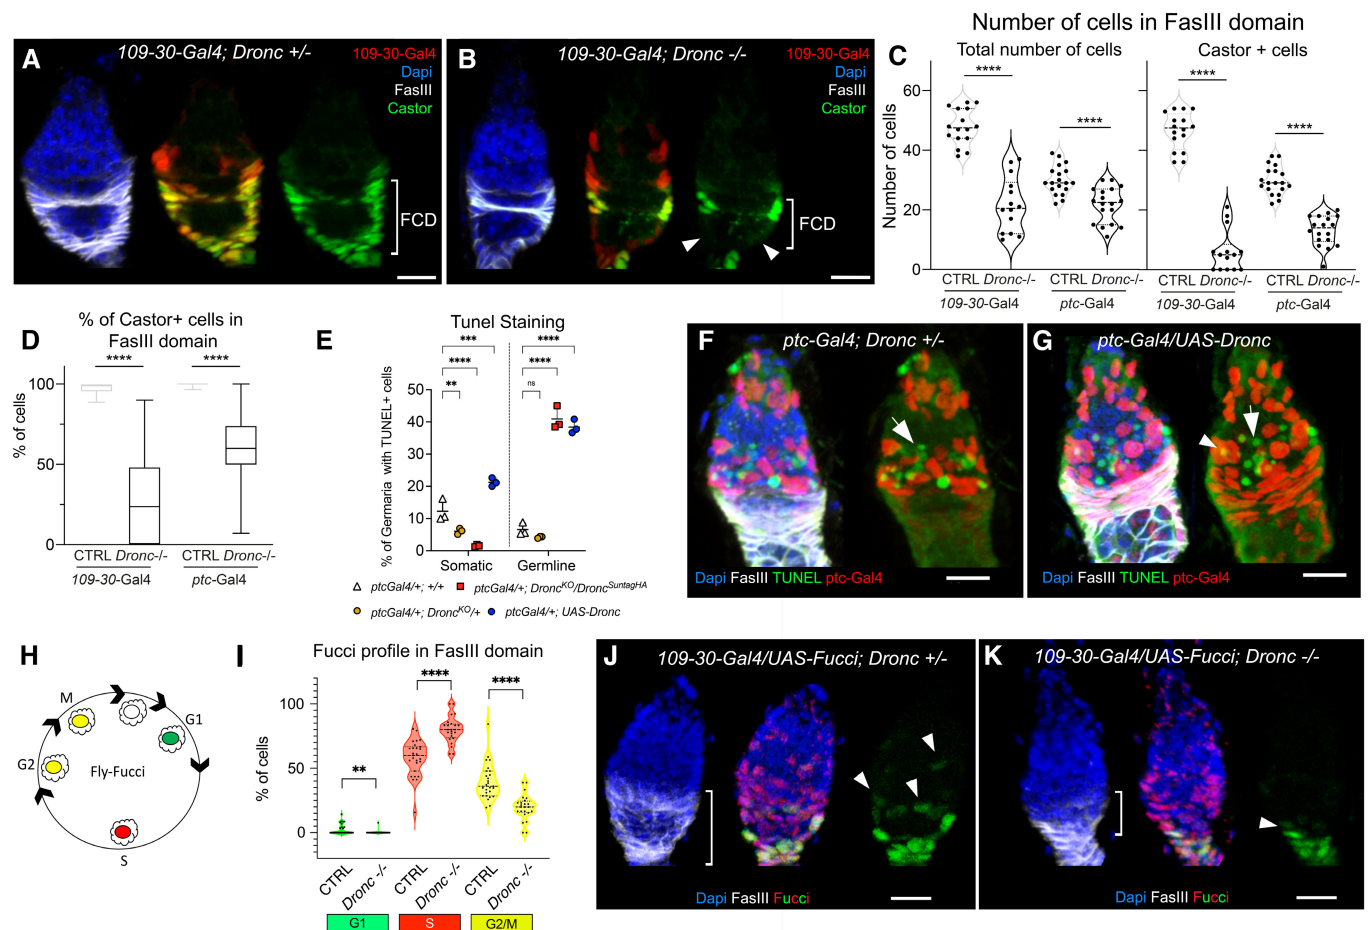 A
109-30-Gal4; Dronc +/-
109-30-Gal4
Dapi
FasIII
Castor
FCD
B
109-30-Gal4; Dronc -/-
109-30-Gal4
Dapi
FasIII
Castor
FCD
Number of cells in FasIII domain
C
Total number of cells
Castor + cells
Number of cells
60
40
20
0
****
****
****
****
CTRL Dronc-/-
CTRL Dronc-/-
CTRL Dronc-/-
CTRL Dronc-/-
109-30-Gal4
ptc-Gal4
109-30-Gal4
ptc-Gal4
D
% of Castor+ cells in
FasIII domain
****
****
% of cells
100
50
0
CTRL Dronc-/-
CTRL Dronc-/-
109-30-Gal4
ptc-Gal4
E
Tunel Staining
***
****
**
****
****
ns
% of Germaria with TUNEL+ cells
50
40
30
20
10
0
Somatic
Germline
ptcGal4/+; +/+
ptcGal4/+; DroncKO/DroncSuntagHA
ptcGal4/+; DroncKO/+
ptcGal4/+; UAS-Dronc
F
ptc-Gal4; Dronc +/-
Dapi FasIII TUNEL ptc-Gal4
G
ptc-Gal4/UAS-Dronc
Dapi FasIII TUNEL ptc-Gal4
H
M
G1
G2
Fly-Fucci
S
I
Fucci profile in FasIII domain
**
****
****
% of cells
100
50
0
CTRL
Dronc -/-
CTRL
Dronc -/-
CTRL
Dronc -/-
G1
S
G2/M
J
109-30-Gal4/UAS-Fucci; Dronc +/-
Dapi FasIII Fucci
K
109-30-Gal4/UAS-Fucci; Dronc -/-
Dapi FasIII Fucci